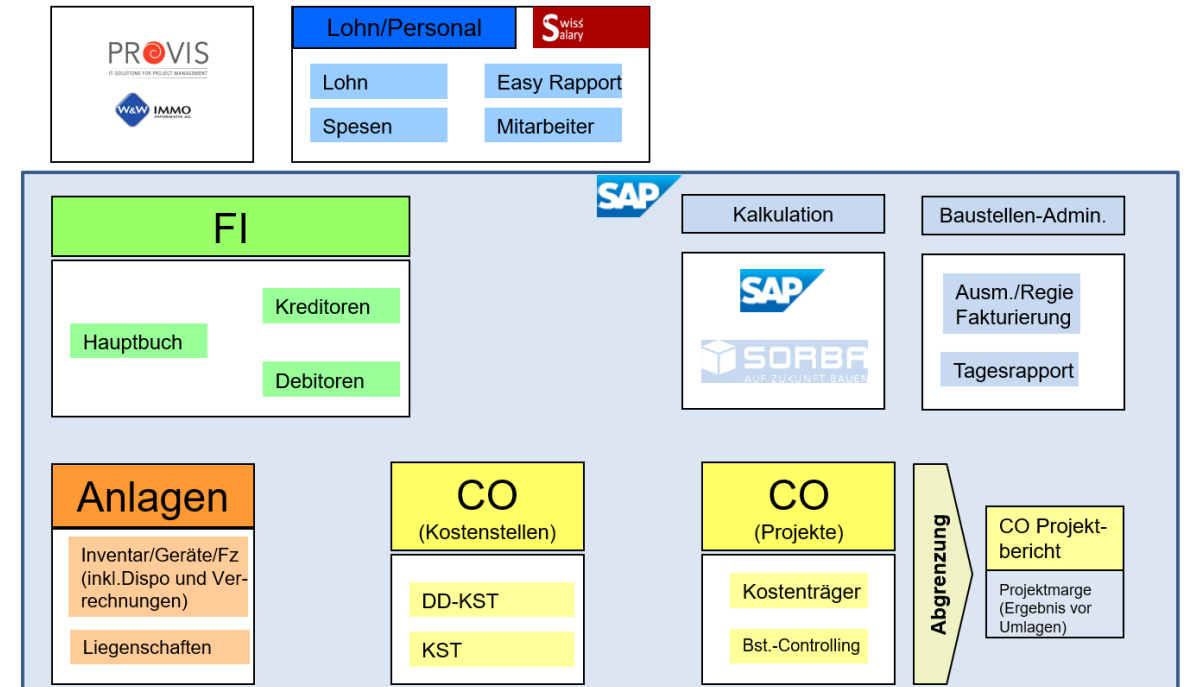 PROVIS
IT-SOLUTIONS FOR PROJECT MANAGEMENT
W&W IMMO
INFORMATIK AG
Lohn/Personal
Swiss
Salary
Lohn
Easy Rapport
Spesen
Mitarbeiter
SAP
FI
Kreditoren
Hauptbuch
Debitoren
Kalkulation
SAP
SORBA
AUF ZUKUNFT BAUEN
Baustellen-Admin.
Ausm./Regie
Fakturierung
Tagesrapport
Anlagen
Inventar/Geräte/Fz
(inkl.Dispo und Ver-
rechnungen)
Liegenschaften
CO
(Kostenstellen)
DD-KST
KST
CO
(Projekte)
Kostenträger
Bst.-Controlling
Abgrenzung
CO Projekt-
bericht
Projektmarge
(Ergebnis vor
Umlagen)